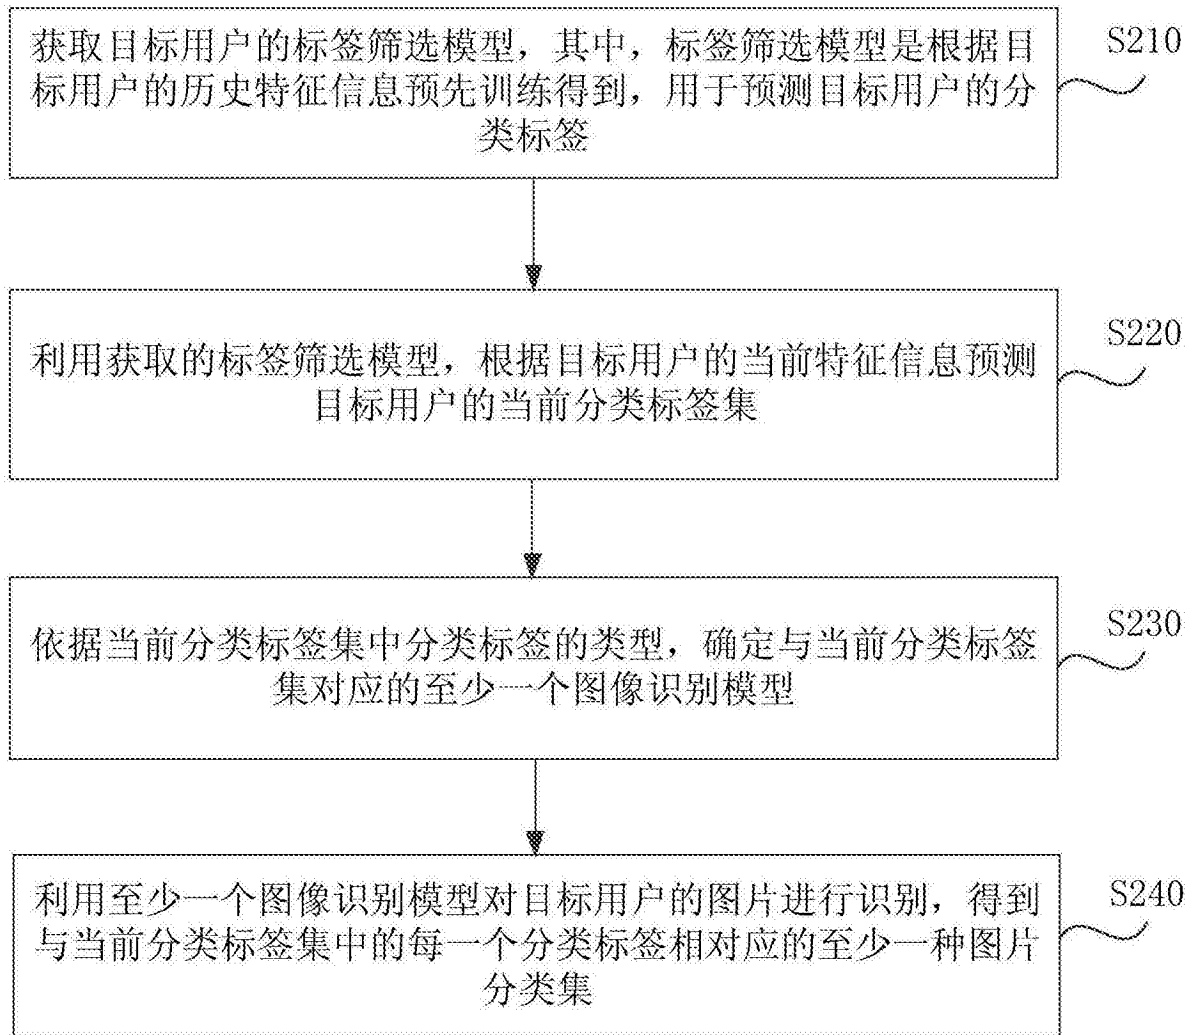 获取目标用户的标签筛选模型，其中，标签筛选模型是根据目
标用户的历史特征信息预先训练得到，用于预测目标用户的分
类标签
S210
利用获取的标签筛选模型，根据目标用户的当前特征信息预测
目标用户的当前分类标签集
S220
依据当前分类标签集中分类标签的类型，确定与当前分类标签
集对应的至少一个图像识别模型
S230
利用至少一个图像识别模型对目标用户的图片进行识别，得到
与当前分类标签集中的每一个分类标签相对应的至少一种图片
分类集
S240